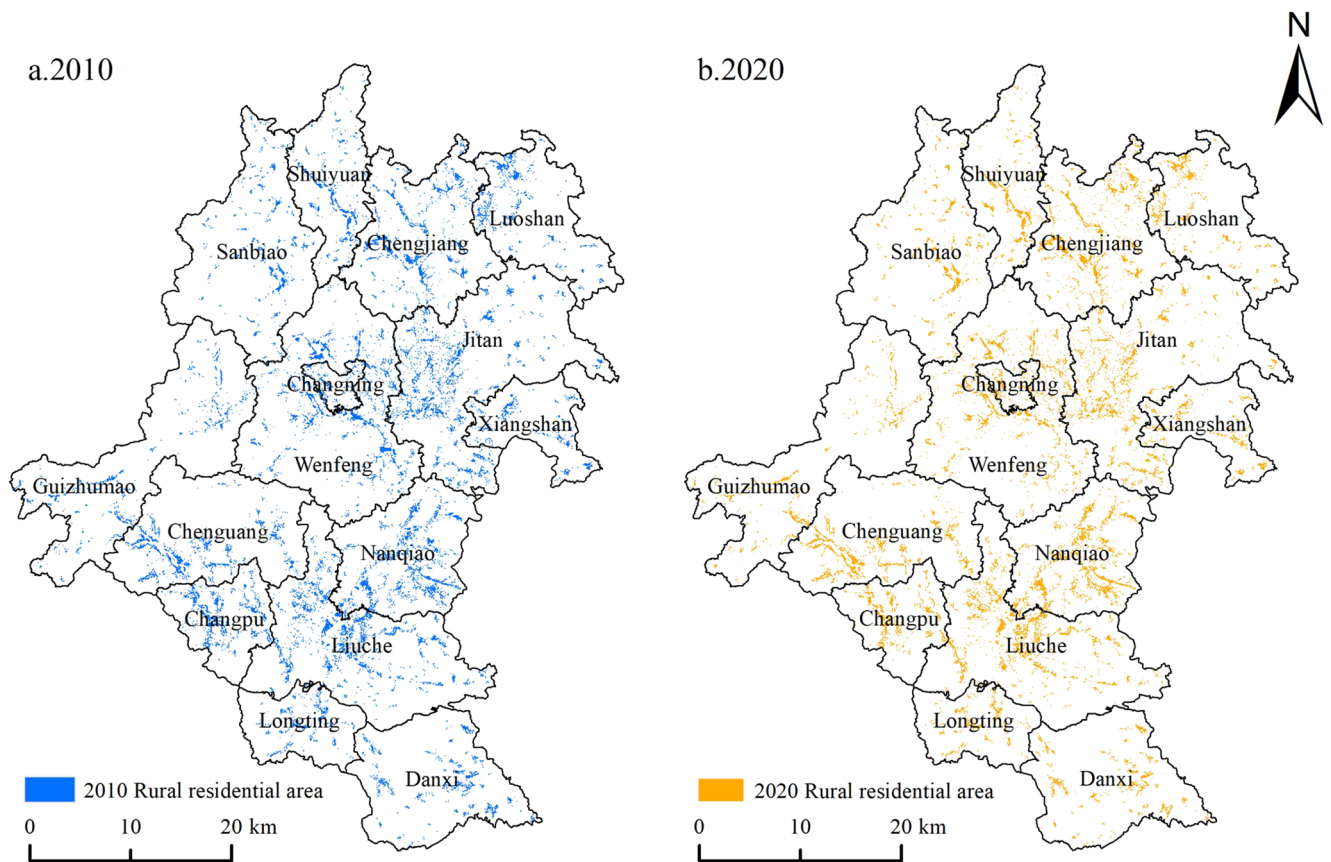 N
a.2010
b.2020
Shuiyuan
Luoshan
Chengjiang
Sanbiao
Jitan
Changning
Xiangshan
Wenfeng
Guizhumao
Chenguang
Nanqiao
Changpu
Liuche
Longting
Danxi
2010 Rural residential area
0 10 20 km
Shuiyuan
Luoshan
Chengjiang
Sanbiao
Jitan
Changning
Xiangshan
Wenfeng
Guizhumao
Chenguang
Nanqiao
Changpu
Liuche
Longting
Danxi
2020 Rural residential area
0 10 20 km